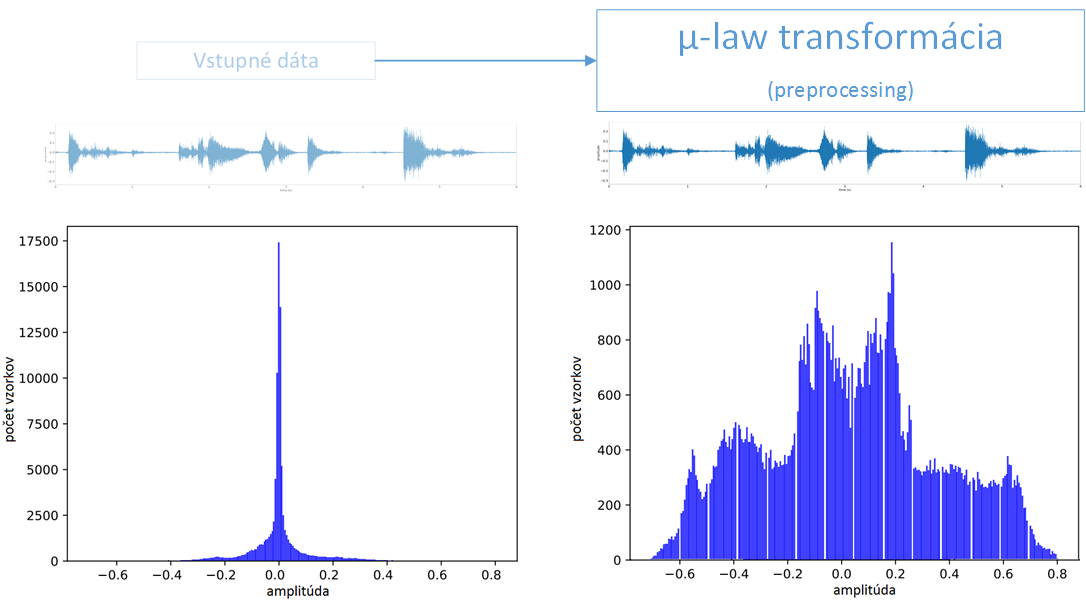 Vstupné dáta
μ-law transformácia
(preprocessing)
17500
15000
12500
10000
7500
5000
2500
0
počet vzorkov
−0.6 −0.4 −0.2 0.0 0.2 0.4 0.6 0.8
amplitúda
1200
1000
800
600
400
200
0
počet vzorkov
−0.6 −0.4 −0.2 0.0 0.2 0.4 0.6 0.8
amplitúda